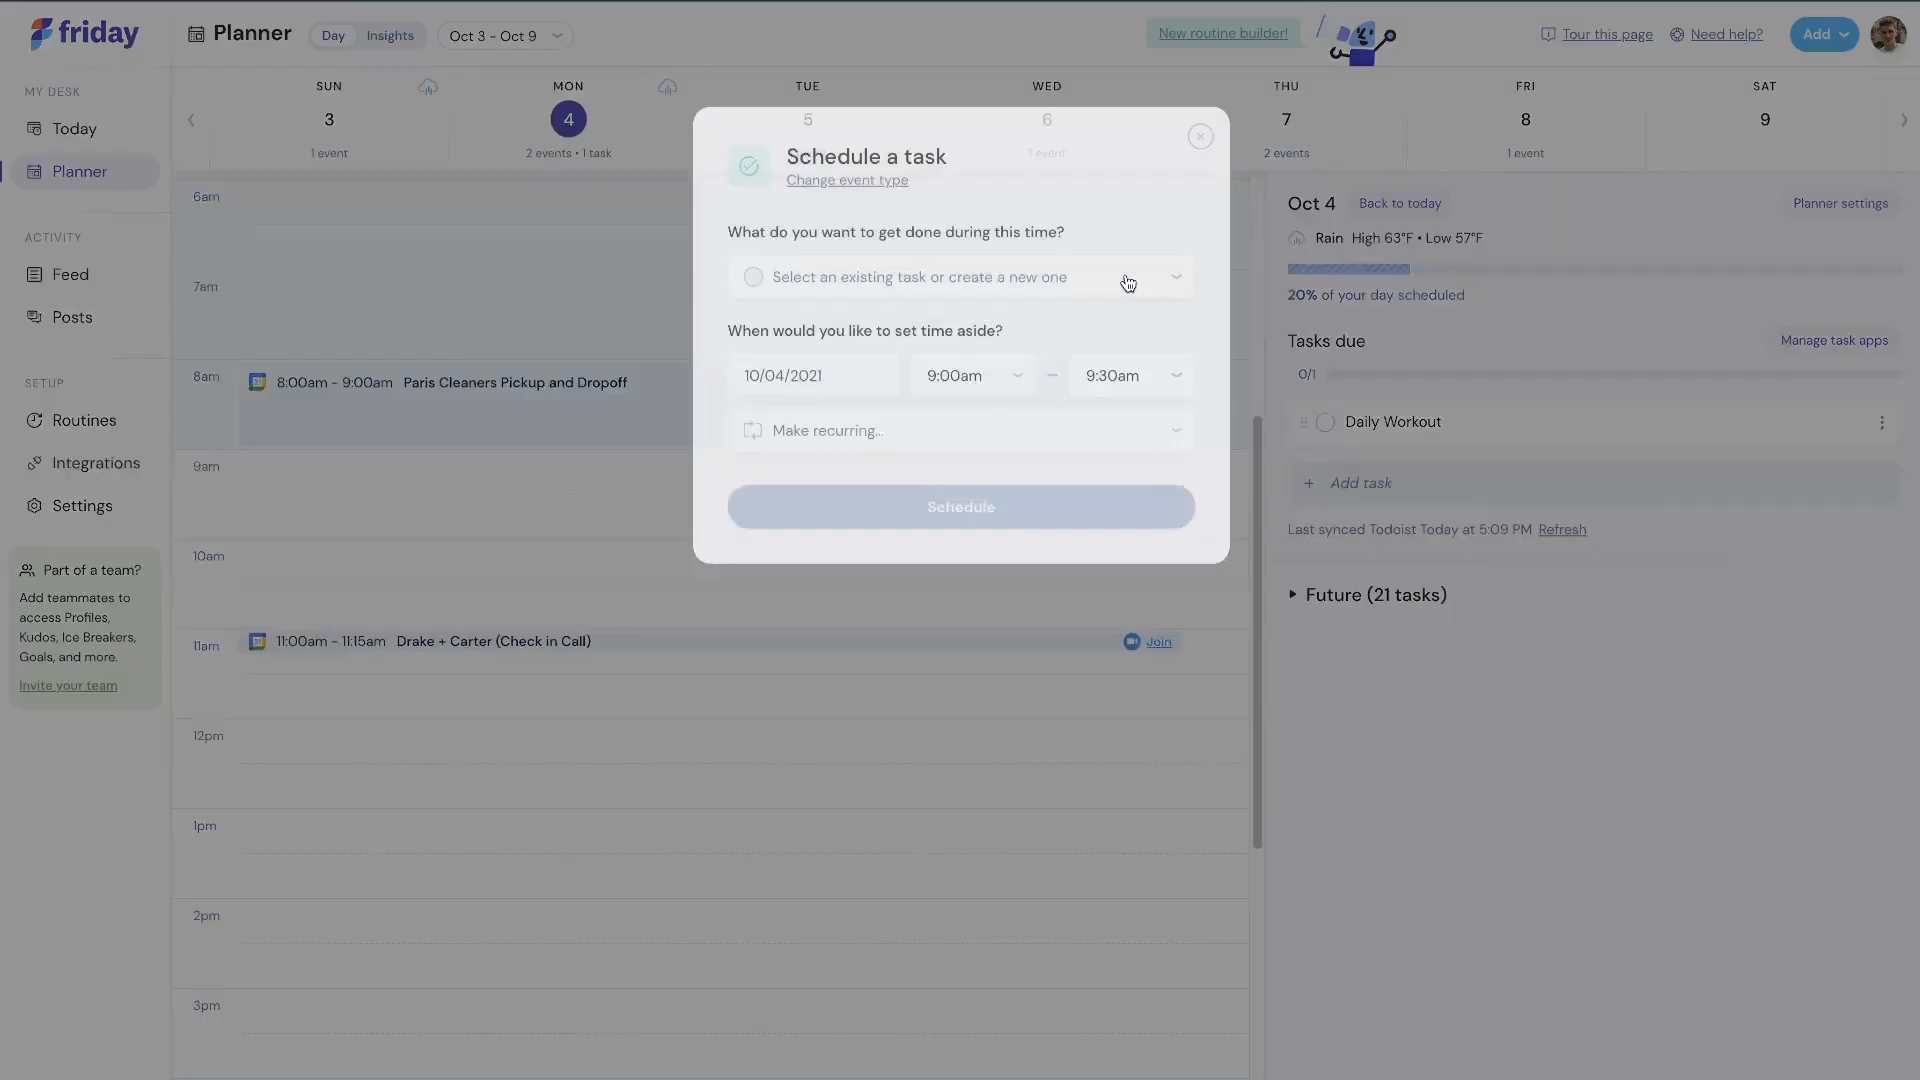 friday
Planner
Day
Insights
Oct 3 - Oct 9
New routine builder!
Tour this page
Need help?
Add
MY DESK
Today
Planner
ACTIVITY
Feed
Posts
SETUP
Routines
Integrations
Settings
Part of a team?
Add teammates to
access Profiles,
Kudos, Ice Breakers,
Goals, and more.
Invite your team
SUN
3
1 event
MON
4
2 events • 1 task
TUE
5
WED
6
1 event
THU
7
2 events
FRI
8
1 event
SAT
9
6am
7am
8am
8:00am - 9:00am Paris Cleaners Pickup and Dropoff
9am
10am
11am
11:00am - 11:15am Drake + Carter (Check in Call)
Join
12pm
1pm
2pm
3pm
Schedule a task
Change event type
What do you want to get done during this time?
Select an existing task or create a new one
When would you like to set time aside?
10/04/2021
9:00am
–
9:30am
Make recurring...
Schedule
Oct 4
Back to today
Planner settings
Rain High 63°F • Low 57°F
20% of your day scheduled
Tasks due
Manage task apps
0/1
Daily Workout
+ Add task
Last synced Todoist Today at 5:09 PM Refresh
Future (21 tasks)